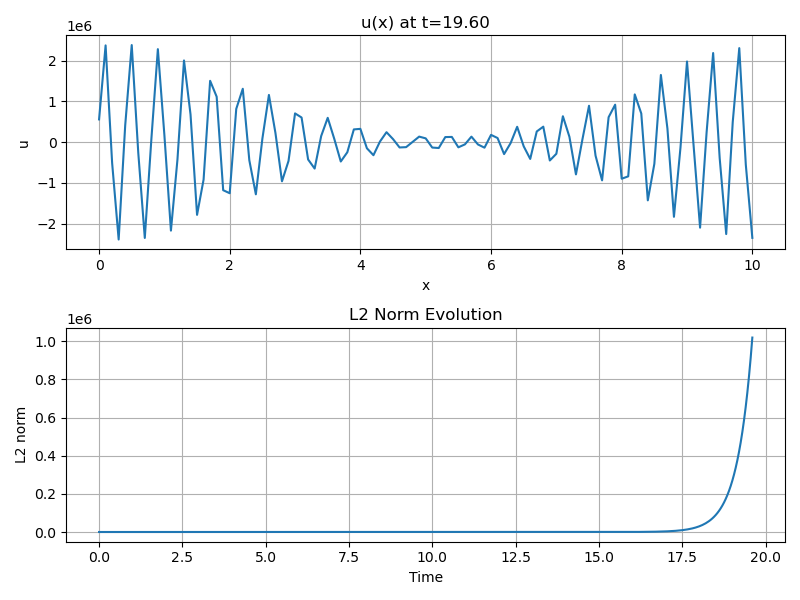 u(x) at t=19.60
1e6
2
1
0
−1
−2
u
0 2 4 6 8 10
x
L2 Norm Evolution
1e6
1.0
0.8
0.6
0.4
0.2
0.0
L2 norm
0.0 2.5 5.0 7.5 10.0 12.5 15.0 17.5 20.0
Time